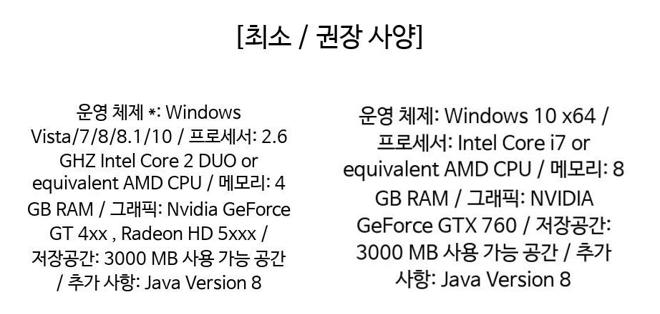 [최소 / 권장 사양]
운영 체제 *: Windows
Vista/7/8/8.1/10 / 프로세서: 2.6
GHZ Intel Core 2 DUO or
equivalent AMD CPU / 메모리: 4
GB RAM / 그래픽: Nvidia GeForce
GT 4xx , Radeon HD 5xxx /
저장공간: 3000 MB 사용 가능 공간
/ 추가 사항: Java Version 8
운영 체제: Windows 10 x64 /
프로세서: Intel Core i7 or
equivalent AMD CPU / 메모리: 8
GB RAM / 그래픽: NVIDIA
GeForce GTX 760 / 저장공간:
3000 MB 사용 가능 공간 / 추가
사항: Java Version 8